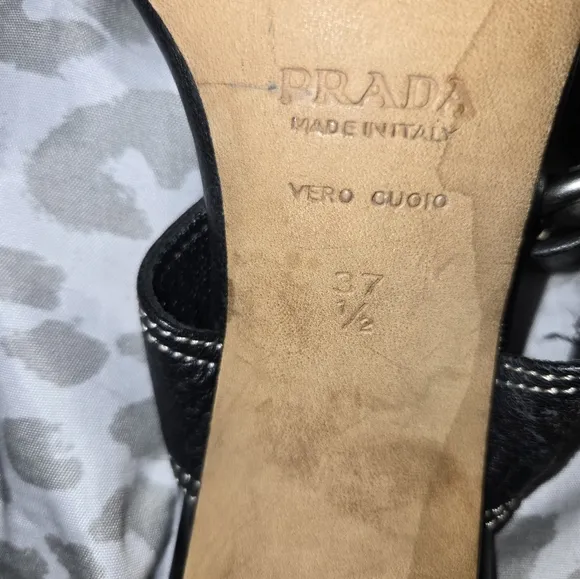 PRADA
MADE IN ITALY
VERO CUOIO
37
½